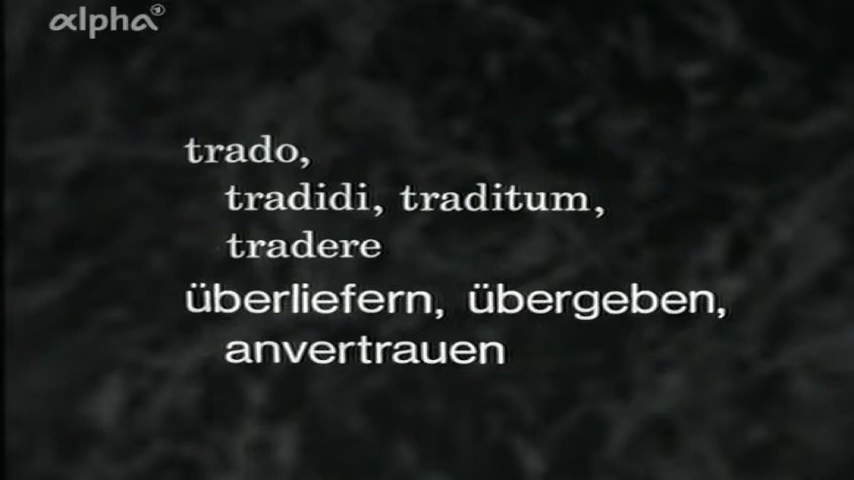 alpha
trado,
tradidi, traditum,
tradere
überliefern, übergeben,
anvertrauen